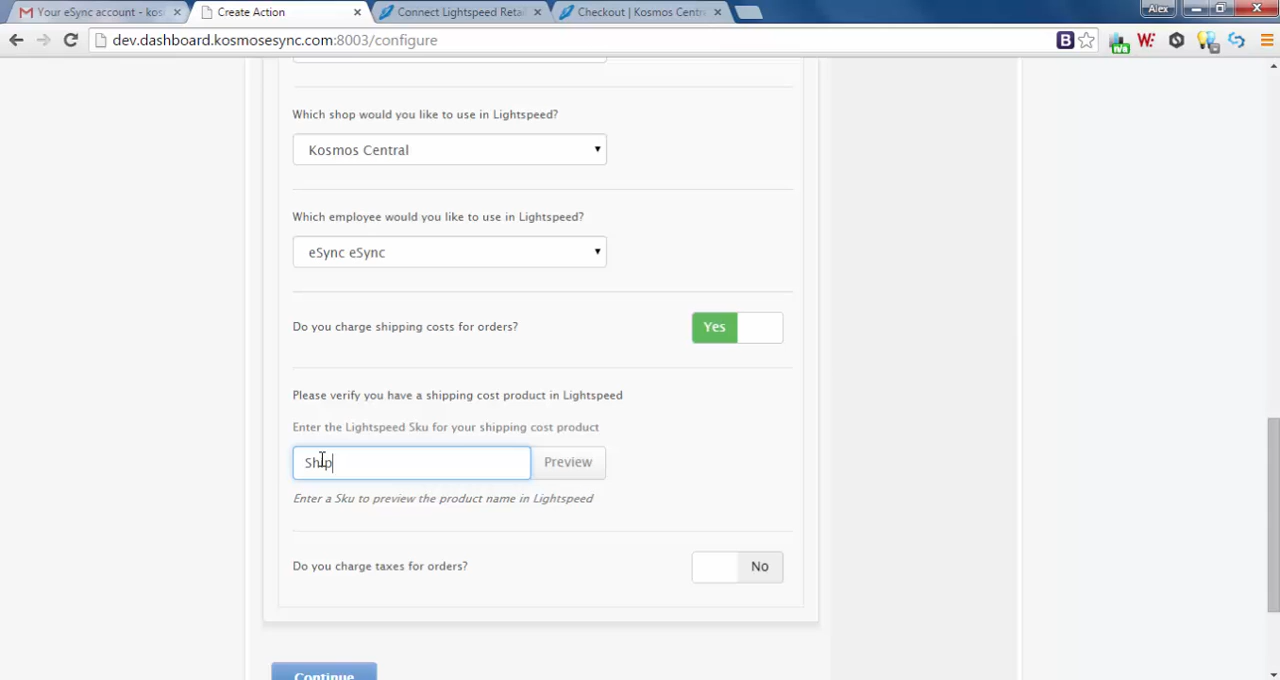 Your eSync account - kos
Create Action
Connect Lightspeed Retai
Checkout | Kosmos Centr
Alex
dev.dashboard.kosmosesync.com:8003/configure
B
W:
Which shop would you like to use in Lightspeed?
Kosmos Central
Which employee would you like to use in Lightspeed?
eSync eSync
Do you charge shipping costs for orders?
Yes
Please verify you have a shipping cost product in Lightspeed
Enter the Lightspeed Sku for your shipping cost product
Ship
Preview
Enter a Sku to preview the product name in Lightspeed
Do you charge taxes for orders?
No
Continue